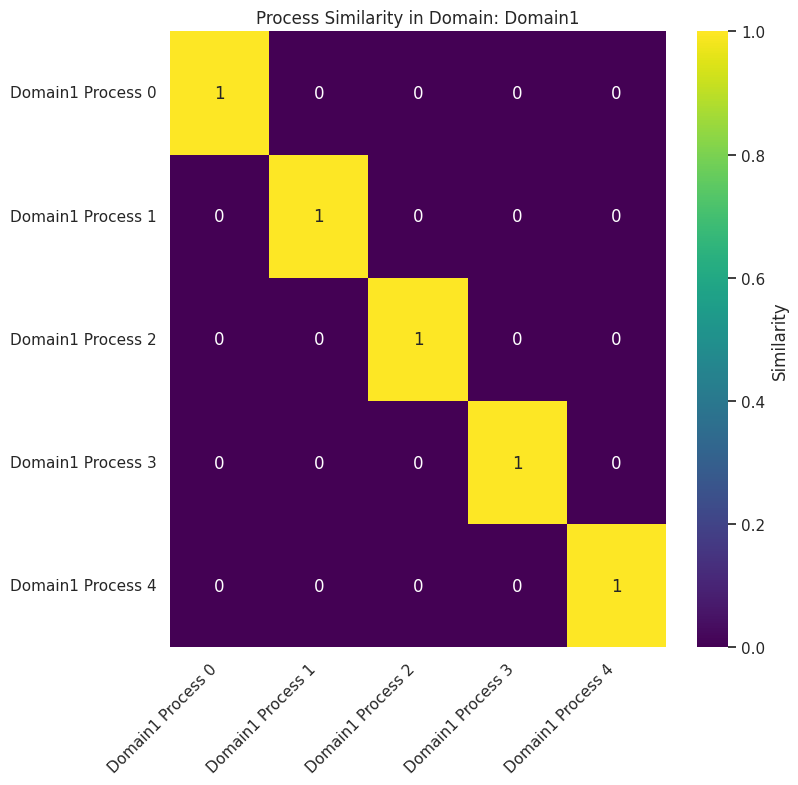 Process Similarity in Domain: Domain1
Domain1 Process 0
1 0 0 0 0
Domain1 Process 1
0 1 0 0 0
Domain1 Process 2
0 0 1 0 0
Domain1 Process 3
0 0 0 1 0
Domain1 Process 4
0 0 0 0 1
Domain1 Process 0
Domain1 Process 1
Domain1 Process 2
Domain1 Process 3
Domain1 Process 4
1.0
0.8
0.6
0.4
0.2
0.0
Similarity